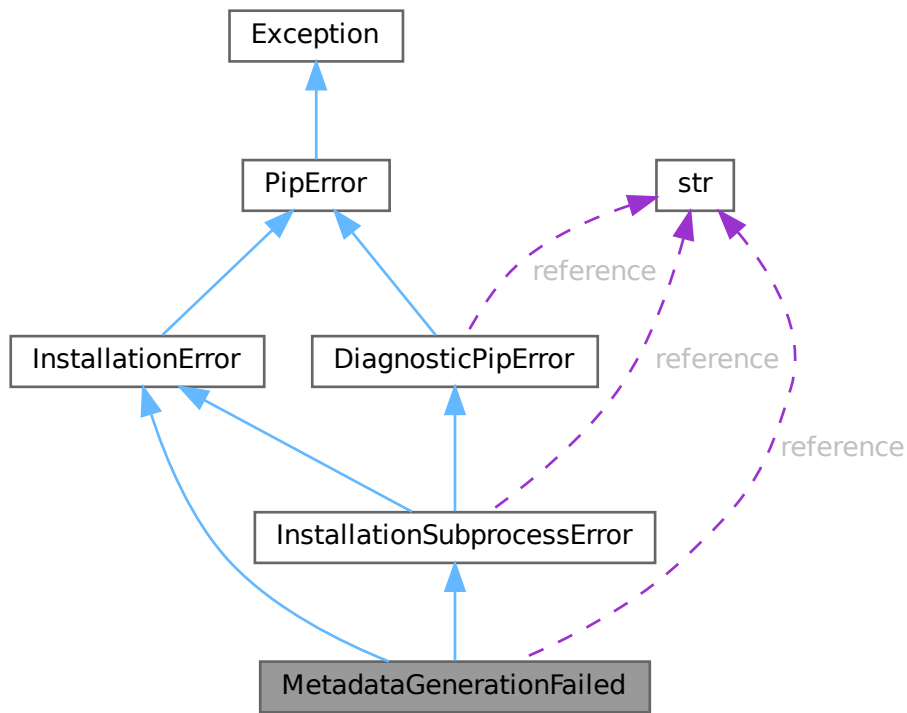 Exception
PipError
str
reference
InstallationError
DiagnosticPipError
reference
reference
InstallationSubprocessError
MetadataGenerationFailed